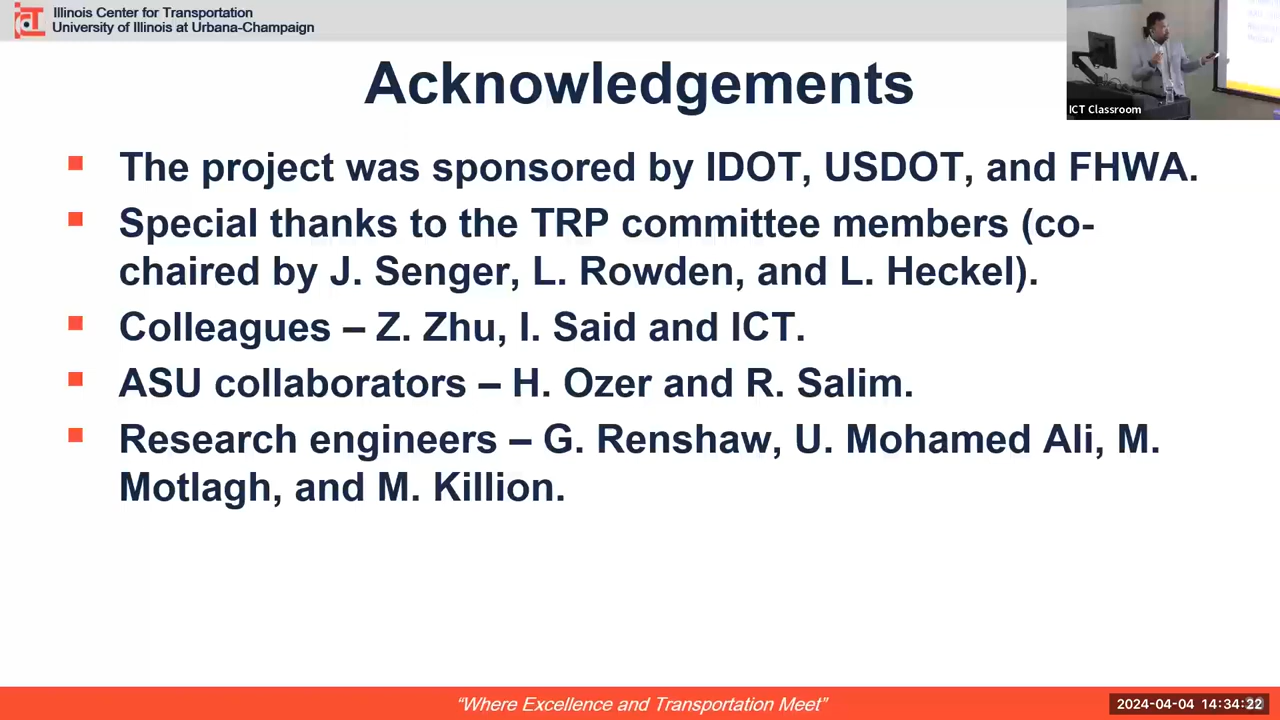 Illinois Center for Transportation
University of Illinois at Urbana-Champaign
Acknowledgements
The project was sponsored by IDOT, USDOT, and FHWA.
Special thanks to the TRP committee members (co-
chaired by J. Senger, L. Rowden, and L. Heckel).
Colleagues – Z. Zhu, I. Said and ICT.
ASU collaborators – H. Ozer and R. Salim.
Research engineers – G. Renshaw, U. Mohamed Ali, M.
Motlagh, and M. Killion.
ICT Classroom
“Where Excellence and Transportation Meet”
2024-04-04 14:34:22